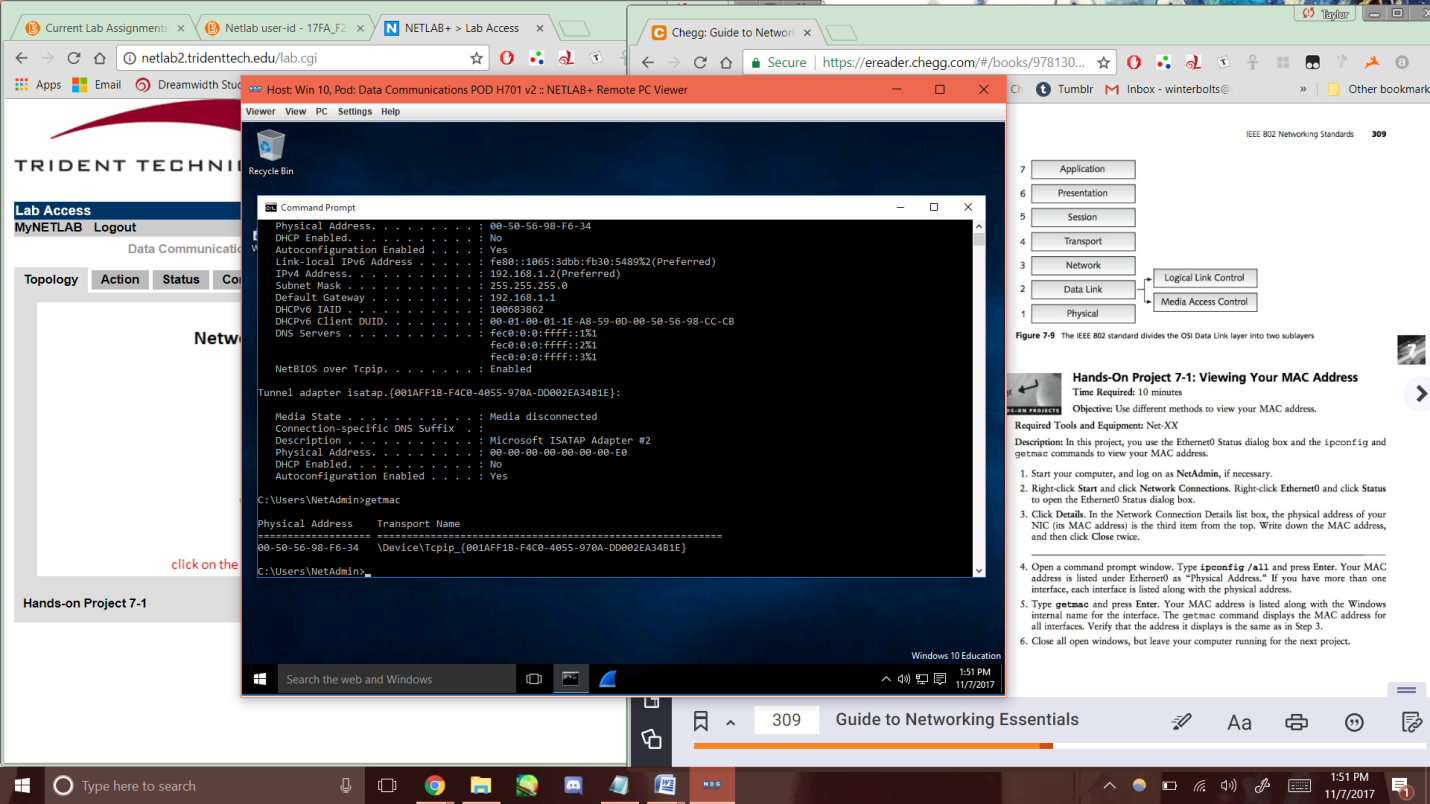 Current Lab Assignments
Netlab user-id - 17FA_F2
NETLAB+ > Lab Access
netlab2.tridenttech.edu/lab.cgi
Apps
Email
Dreamwidth Stud
TRIDENT TECHNI
Lab Access
MyNETLAB Logout
Data Communicatio
Topology Action Status Co
Netw
click on the
Hands-on Project 7-1
Taylor
Chegg: Guide to Network
Secure https://ereader.chegg.com/#/books/978130...
Ch Tumblr Inbox - winterbolts@ » Other bookmark
Host: Win 10, Pod: Data Communications POD H701 v2 :: NETLAB+ Remote PC Viewer
Viewer View PC Settings Help
Recycle Bin
Command Prompt
Physical Address. . . . . . . . . : 00-50-56-98-F6-34
DHCP Enabled. . . . . . . . . . . : No
Autoconfiguration Enabled . . . . : Yes
Link-local IPv6 Address . . . . . : fe80::1065:3dbb:fb30:5489%2(Preferred)
IPv4 Address. . . . . . . . . . . : 192.168.1.2(Preferred)
Subnet Mask . . . . . . . . . . . : 255.255.255.0
Default Gateway . . . . . . . . . : 192.168.1.1
DHCPv6 IAID . . . . . . . . . . . : 100683862
DHCPv6 Client DUID. . . . . . . . : 00-01-00-01-1E-A8-59-0D-00-50-56-98-CC-CB
DNS Servers . . . . . . . . . . . : fec0:0:0:ffff::1%1
fec0:0:0:ffff::2%1
fec0:0:0:ffff::3%1
NetBIOS over Tcpip. . . . . . . . : Enabled
Tunnel adapter isatap.{001AFF1B-F4C0-4055-970A-DD002EA34B1E}:
Media State . . . . . . . . . . . : Media disconnected
Connection-specific DNS Suffix . :
Description . . . . . . . . . . . : Microsoft ISATAP Adapter #2
Physical Address. . . . . . . . . : 00-00-00-00-00-00-00-E0
DHCP Enabled. . . . . . . . . . . : No
Autoconfiguration Enabled . . . . : Yes
C:\Users\NetAdmin>getmac
Physical Address Transport Name
=================== ==========================================================
00-50-56-98-F6-34 \Device\Tcpip_{001AFF1B-F4C0-4055-970A-DD002EA34B1E}
C:\Users\NetAdmin>_
Windows 10 Education
Search the web and Windows
1:51 PM
11/7/2017
IEEE 802 Networking Standards 309
7 Application
6 Presentation
5 Session
4 Transport
3 Network
Logical Link Control
2 Data Link
Media Access Control
1 Physical
Figure 7-9 The IEEE 802 standard divides the OSI Data Link layer into two sublayers
7
Hands-On Project 7-1: Viewing Your MAC Address
Time Required: 10 minutes
Objective: Use different methods to view your MAC address.
DS-ON PROJECTS
Required Tools and Equipment: Net-XX
Description: In this project, you use the Ethernet0 Status dialog box and the ipconfig and
getmac commands to view your MAC address.
1. Start your computer, and log on as NetAdmin, if necessary.
2. Right-click Start and click Network Connections. Right-click Ethernet0 and click Status
to open the Ethernet0 Status dialog box.
3. Click Details. In the Network Connection Details list box, the physical address of your
NIC (its MAC address) is the third item from the top. Write down the MAC address,
and then click Close twice.
4. Open a command prompt window. Type ipconfig /all and press Enter. Your MAC
address is listed under Ethernet0 as “Physical Address.” If you have more than one
interface, each interface is listed along with the physical address.
5. Type getmac and press Enter. Your MAC address is listed along with the Windows
internal name for the interface. The getmac command displays the MAC address for
all interfaces. Verify that the address it displays is the same as in Step 3.
6. Close all open windows, but leave your computer running for the next project.
309 Guide to Networking Essentials Aa
Type here to search
NDG
1:51 PM
11/7/2017
1